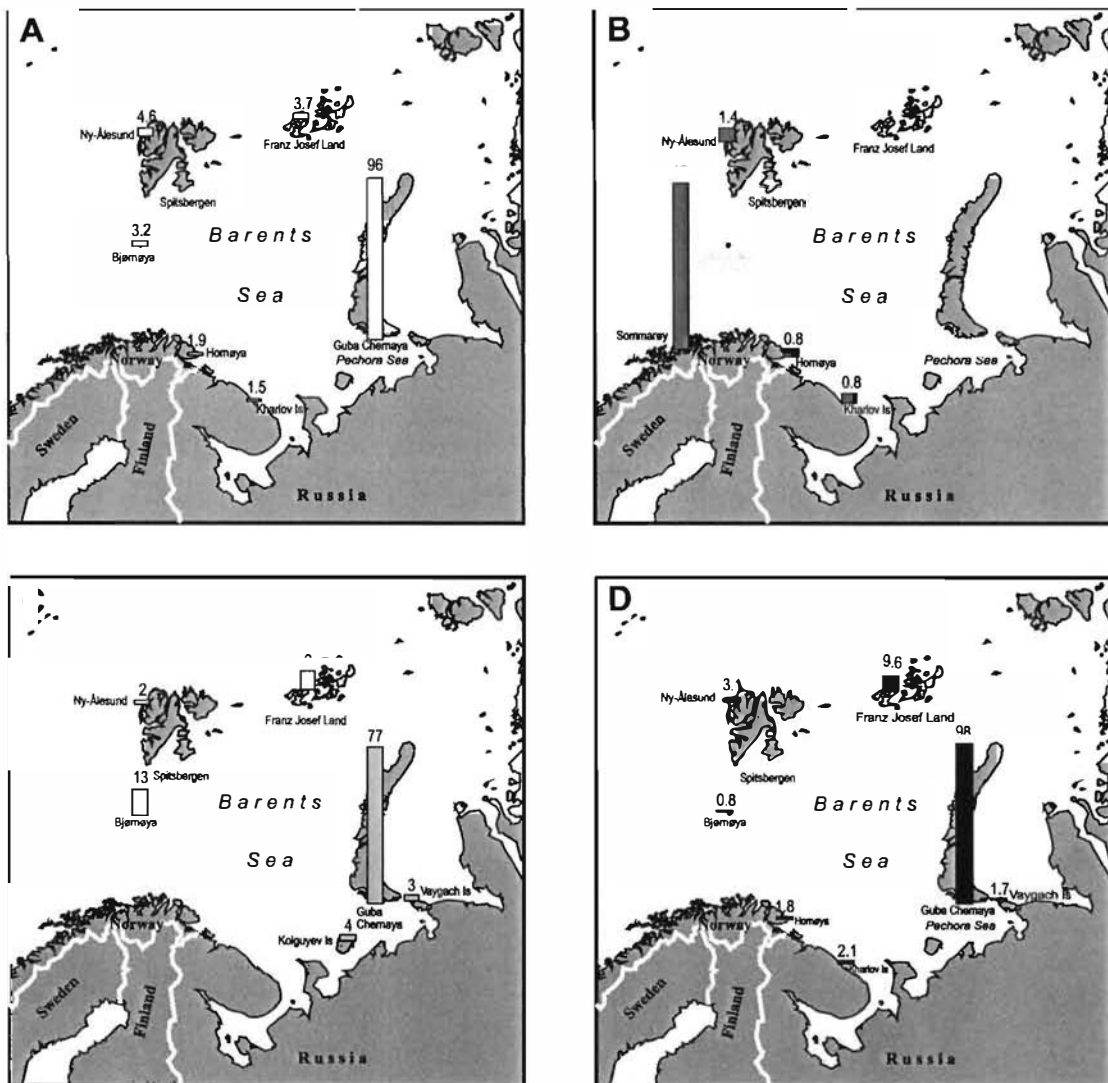 A
4.6
Ny-Ålesund
Spitsbergen
3.7
Franz Josef Land
96
3.2
Bjørnøya
Barents
Sea
Guba Chernaya
Pechora Sea
1.9
Hornøya
Norway
1.5
Kharlov Is
Sweden
Finland
Russia
B
1.4
Ny-Ålesund
Spitsbergen
Franz Josef Land
Barents
Sea
Sommarøy
Norway
0.8
Hornøya
Pechora Sea
0.8
Kharlov Is
Sweden
Finland
Russia
2
Ny-Ålesund
Spitsbergen
Franz Josef Land
77
13
Bjørnøya
Barents
Sea
3
Vaygach Is
Guba
Chernaya
4
Kolguyev Is
Norway
Sweden
Finland
Russia
D
3.
Ny-Ålesund
Spitsbergen
9.6
Franz Josef Land
98
0.8
Bjørnøya
Barents
Sea
1.7
Vaygach Is
Guba Chernaya
Pechora Sea
1.8
Hornøya
Norway
2.1
Kharlov Is
Sweden
Finland
Russia